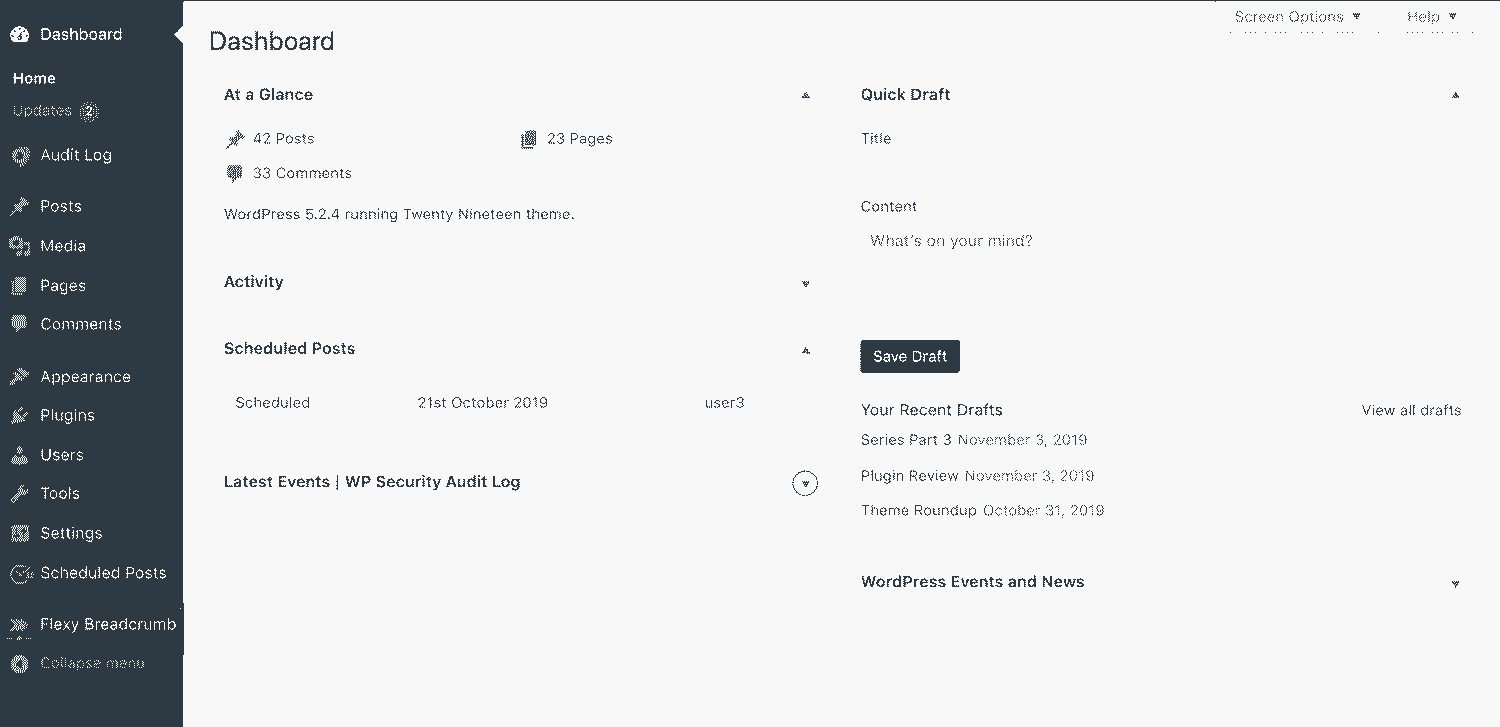 Dashboard
Home
Updates 2
Audit Log
Posts
Media
Pages
Comments
Appearance
Plugins
Users
Tools
Settings
Scheduled Posts
Flexy Breadcrumb
Collapse menu
Screen Options
Help
Dashboard
At a Glance
42 Posts
23 Pages
33 Comments
WordPress 5.2.4 running Twenty Nineteen theme.
Activity
Scheduled Posts
Scheduled 21st October 2019 user3
Latest Events | WP Security Audit Log
Quick Draft
Title
Content
What's on your mind?
Save Draft
Your Recent Drafts
View all drafts
Series Part 3 November 3, 2019
Plugin Review November 3, 2019
Theme Roundup October 31, 2019
WordPress Events and News